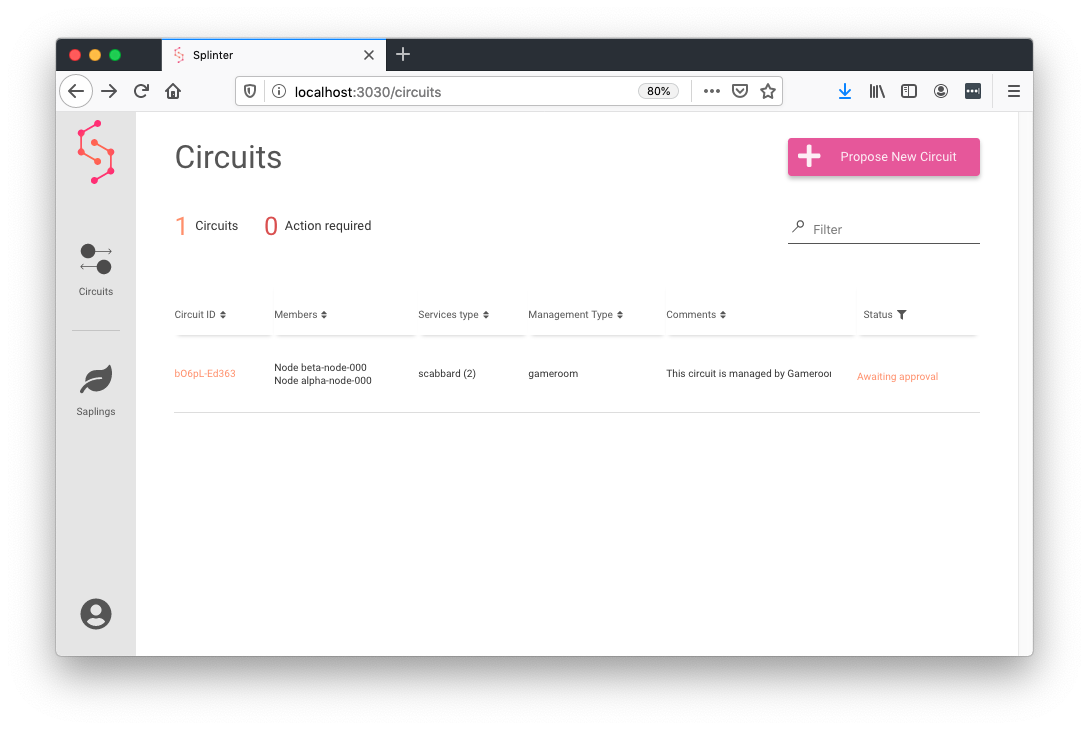 Splinter
localhost:3030/circuits
80%
Circuits
Propose New Circuit
1 Circuits 0 Action required
Filter
Circuits
Circuit ID Members Services type Management Type Comments Status
bO6pL-Ed363
Node beta-node-000
Node alpha-node-000
scabbard (2)
gameroom
This circuit is managed by Gameroo
Awaiting approval
Saplings